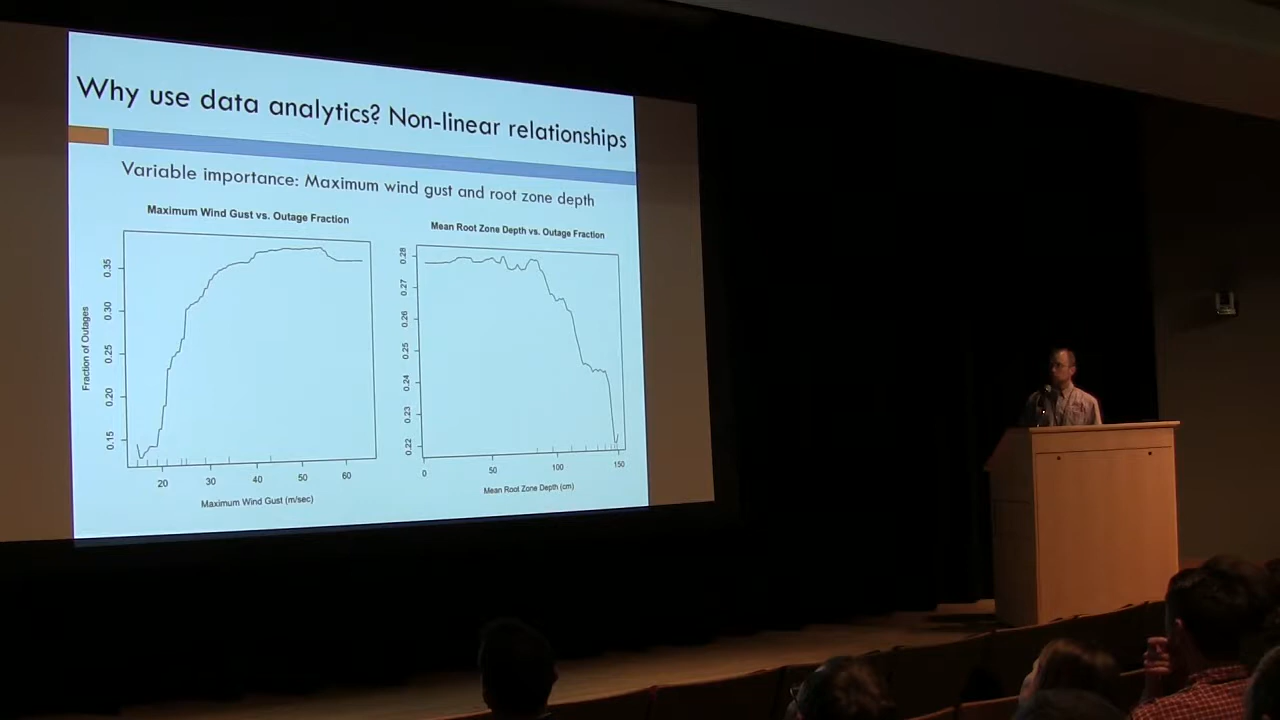 Why use data analytics? Non-linear relationships
Variable importance: Maximum wind gust and root zone depth
Maximum Wind Gust vs. Outage Fraction
Fraction of Outages
0.35
0.30
0.25
0.20
0.15
20 30 40 50 60
Maximum Wind Gust (m/sec)
Mean Root Zone Depth vs. Outage Fraction
0.28
0.27
0.26
0.25
0.24
0.23
0.22
0 50 100 150
Mean Root Zone Depth (cm)